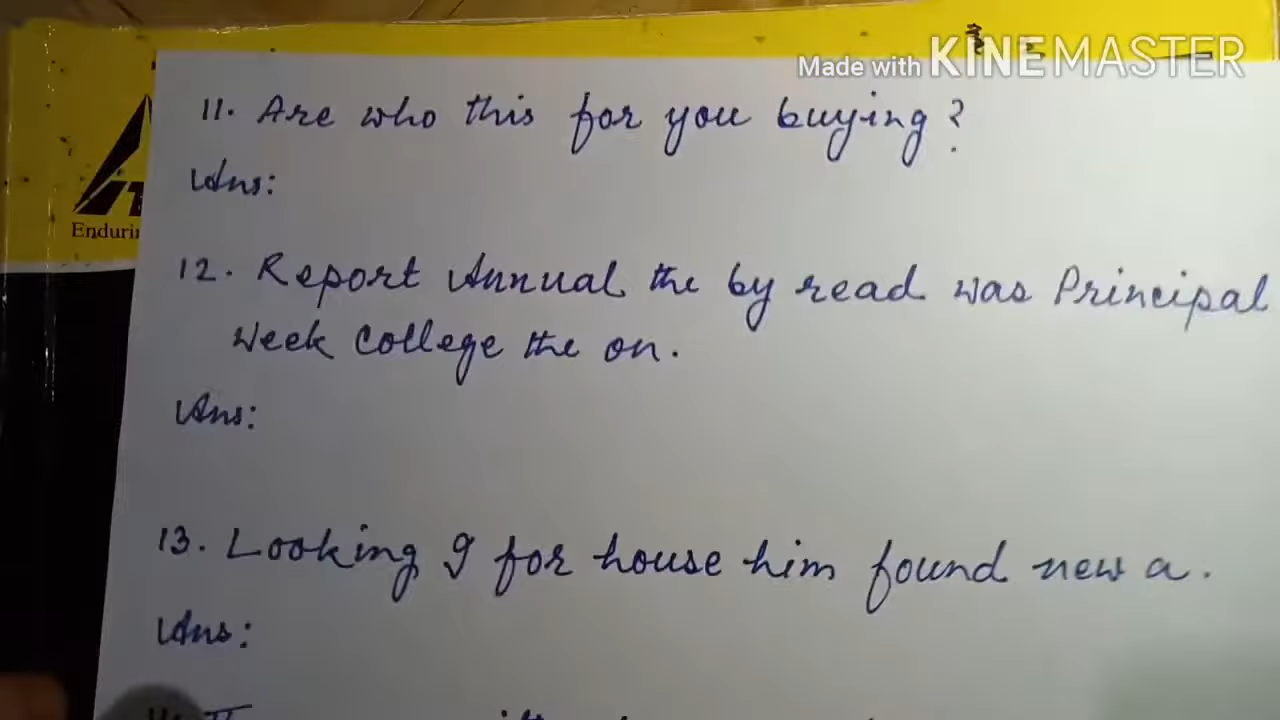 Made with KINEMASTER
11. Are who this for you buying?
Ans:
12. Report Annual the by read was Principal
Week College the on.
Ans:
13. Looking I for house him found new a.
Ans: